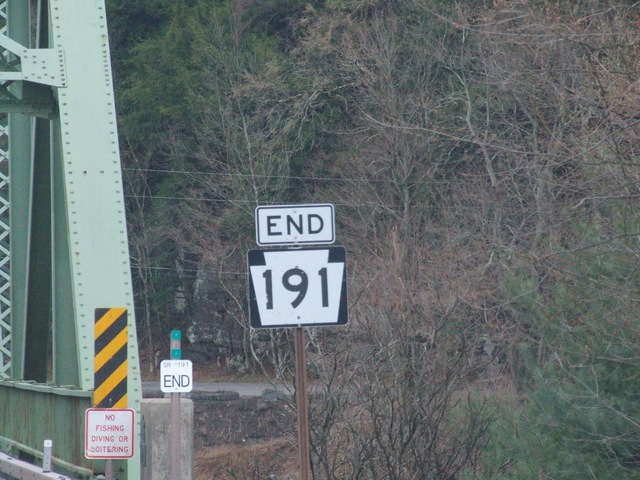 END
191
SR 191
END
NO
FISHING
DIVING OR
LOITERING